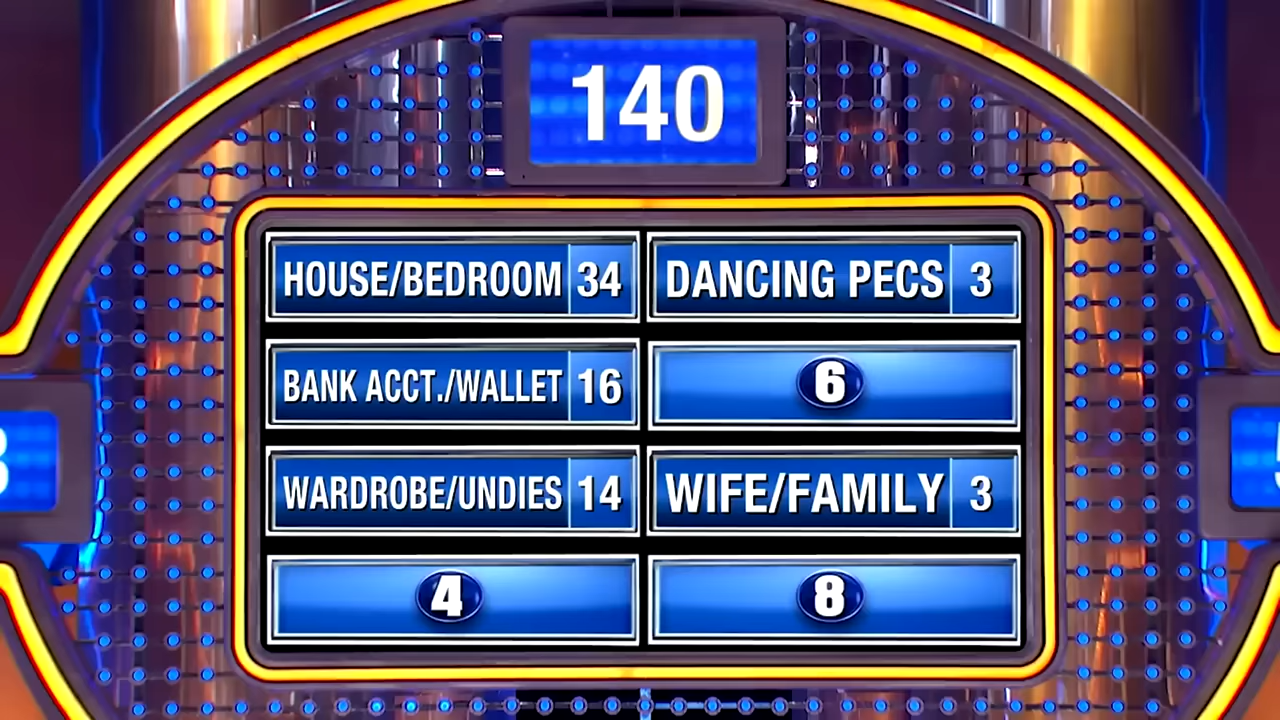 140
HOUSE/BEDROOM 34
BANK ACCT./WALLET 16
WARDROBE/UNDIES 14
4
DANCING PECS 3
6
WIFE/FAMILY 3
8